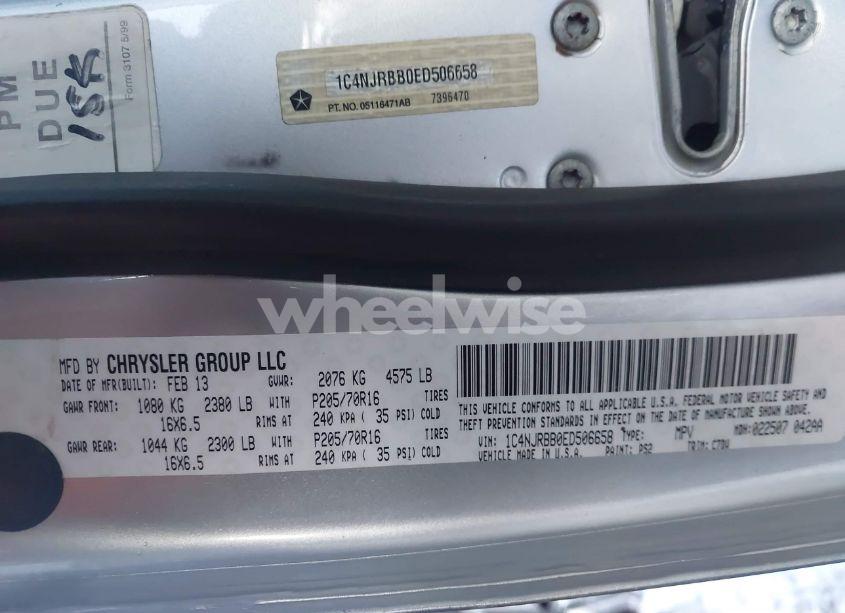 PM
DUE
15K
Form 3107 5/99
1C4NJRBB0ED506658
PT. NO. 05116471AB 7396470
wheelwise
MFD BY CHRYSLER GROUP LLC
DATE OF MFR(BUILT): FEB 13 GVWR: 2076 KG 4575 LB
GAWR FRONT: 1080 KG 2380 LB WITH P205/70R16 TIRES
16X6.5 RIMS AT 240 KPA ( 35 PSI) COLD
GAWR REAR: 1044 KG 2300 LB WITH P205/70R16 TIRES
16X6.5 RIMS AT 240 KPA ( 35 PSI) COLD
THIS VEHICLE CONFORMS TO ALL APPLICABLE U.S.A. FEDERAL MOTOR VEHICLE SAFETY AND
THEFT PREVENTION STANDARDS IN EFFECT ON THE DATE OF MANUFACTURE SHOWN ABOVE.
VIN: 1C4NJRBB0ED506658 TYPE: MPV MDH: 022507 042AA
VEHICLE MADE IN U.S.A. PAINT: PS2 TRIM: C7DV